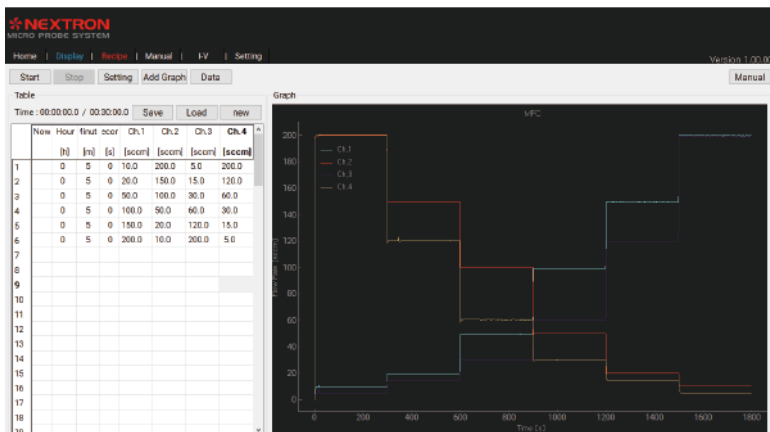 NEXTRON
MICRO PROBE SYSTEM
Home | Display | Recipe | Manual | I-V | Setting
Version 1.00.00
Start Stop Setting Add Graph Data Manual
Table Graph
Time : 00:00:00.0 / 00:30:00.0 Save Load new
MFC
Now Hour Minut ecor Ch.1 Ch.2 Ch.3 Ch.4
[h] [m] [s] [sccm] [sccm] [sccm] [sccm]
1 0 5 0 10.0 200.0 5.0 200.0
2 0 5 0 20.0 150.0 15.0 120.0
3 0 5 0 50.0 100.0 30.0 60.0
4 0 5 0 100.0 50.0 60.0 30.0
5 0 5 0 150.0 20.0 120.0 15.0
6 0 5 0 200.0 10.0 200.0 5.0
7
8
9
10
11
12
13
14
15
16
17
18
19
Ch.1
Ch.2
Ch.3
Ch.4
200
180
160
140
120
100
80
60
40
20
0
Flow Rate [sccm]
0 200 400 600 800 1000 1200 1400 1600 1800
Time [s]